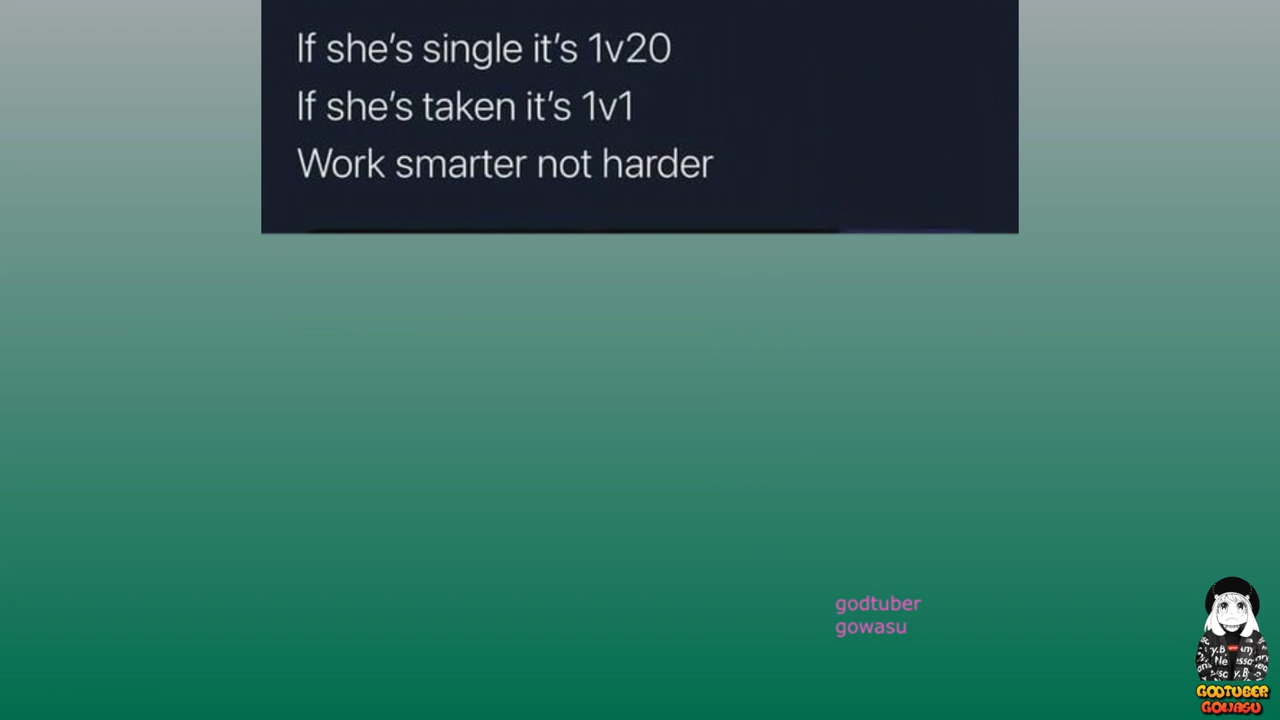 If she's single it's 1v20
If she's taken it's 1v1
Work smarter not harder
godtuber
gowasu
GODTUBER
GOWASU